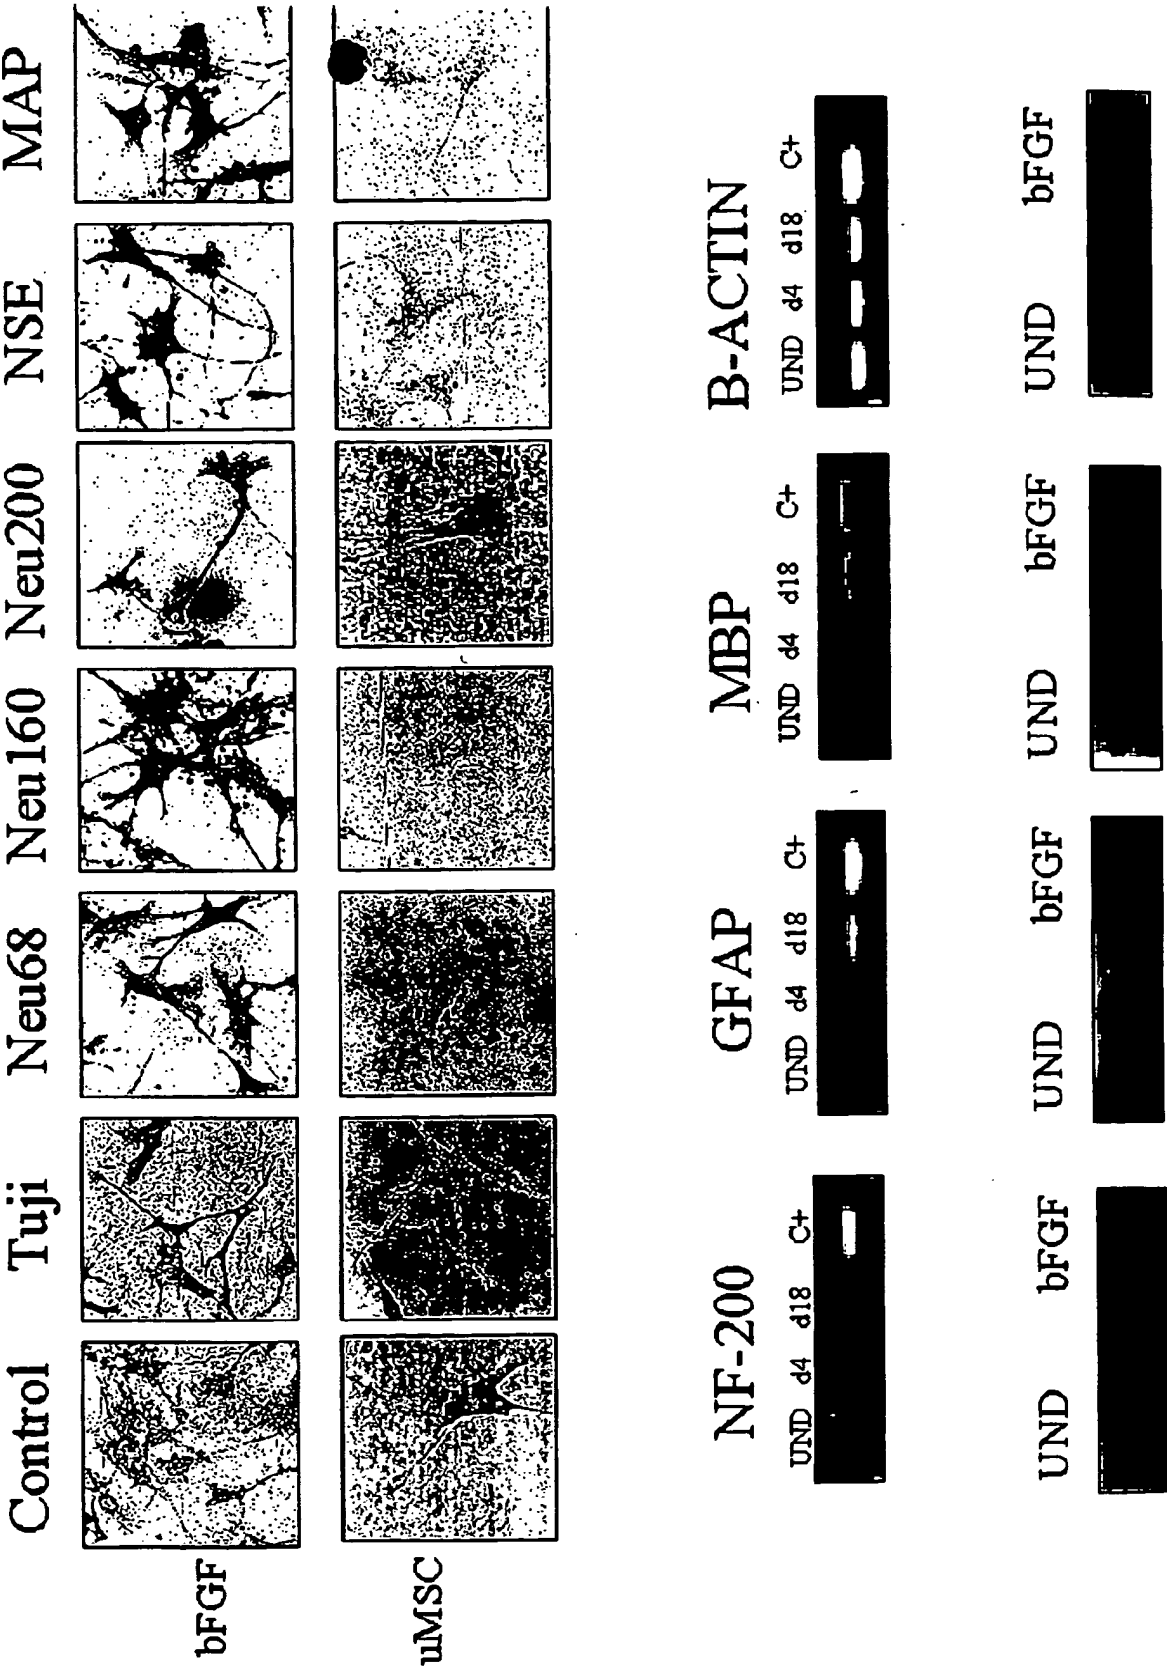 Control Tuji Neu68 Neu160 Neu200 NSE MAP
bFGF
uMSC
NF-200 GFAP MBP B-ACTIN
UND d4 d18 C+ UND d4 d18 C+ UND d4 d18 C+ UND d4 d18 C+
UND bFGF UND bFGF UND bFGF UND bFGF